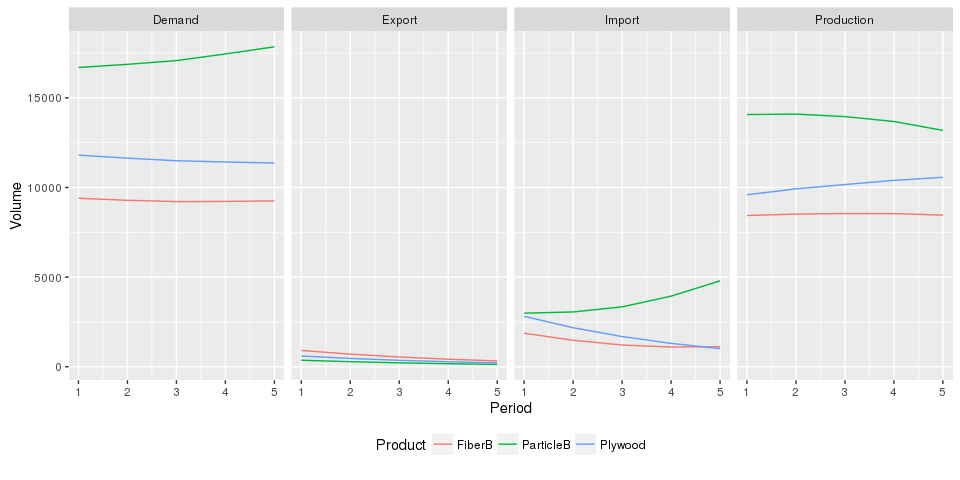 Demand Export Import Production
15000
10000
5000
0
Volume
1 2 3 4 5 1 2 3 4 5 1 2 3 4 5 1 2 3 4 5
Period
Product FiberB ParticleB Plywood